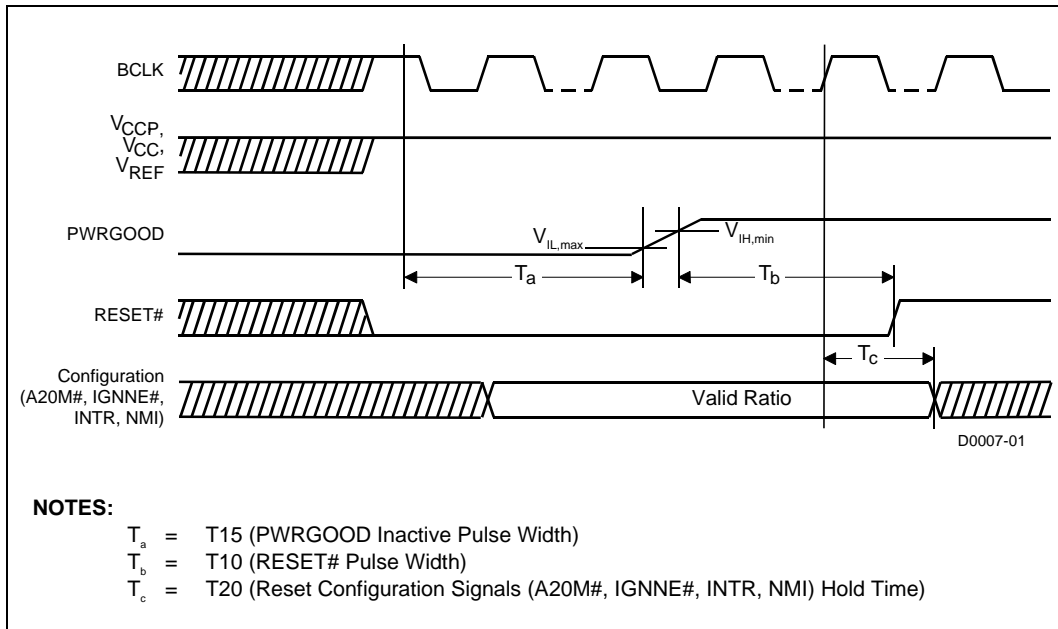 BCLK
VCCP,
VCC,
VREF
PWRGOOD
VIL,max
VIH,min
Ta
Tb
RESET#
Tc
Configuration
(A20M#, IGNNE#,
INTR, NMI)
Valid Ratio
D0007-01
NOTES:
Ta = T15 (PWRGOOD Inactive Pulse Width)
Tb = T10 (RESET# Pulse Width)
Tc = T20 (Reset Configuration Signals (A20M#, IGNNE#, INTR, NMI) Hold Time)